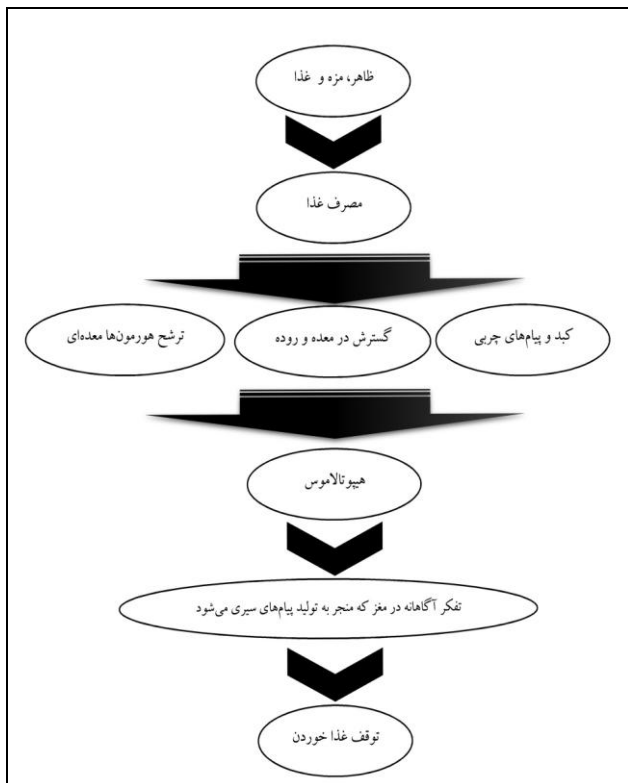 ظاهر، مزه و غذا
مصرف غذا
کبد و پیام‌های چربی
گسترش در معده و روده
ترشح هورمون‌ها معده‌ای
هیپوتالاموس
تفکر آگاهانه در مغز که منجر به تولید پیام‌های سیری می‌شود
توقف غذا خوردن